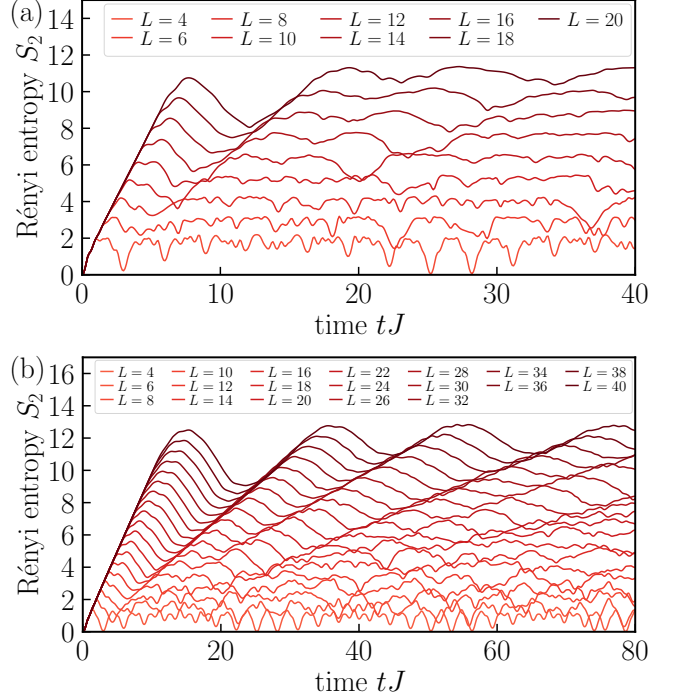 (a)
14
12
10
8
6
4
2
0
Rényi entropy S₂
L = 4 L = 8 L = 12 L = 16 L = 20
L = 6 L = 10 L = 14 L = 18
0 10 20 30 40
time tJ
(b)
16
14
12
10
8
6
4
2
0
Rényi entropy S₂
L = 4 L = 10 L = 16 L = 22 L = 28 L = 34 L = 38
L = 6 L = 12 L = 18 L = 24 L = 30 L = 36 L = 40
L = 8 L = 14 L = 20 L = 26 L = 32
0 20 40 60 80
time tJ